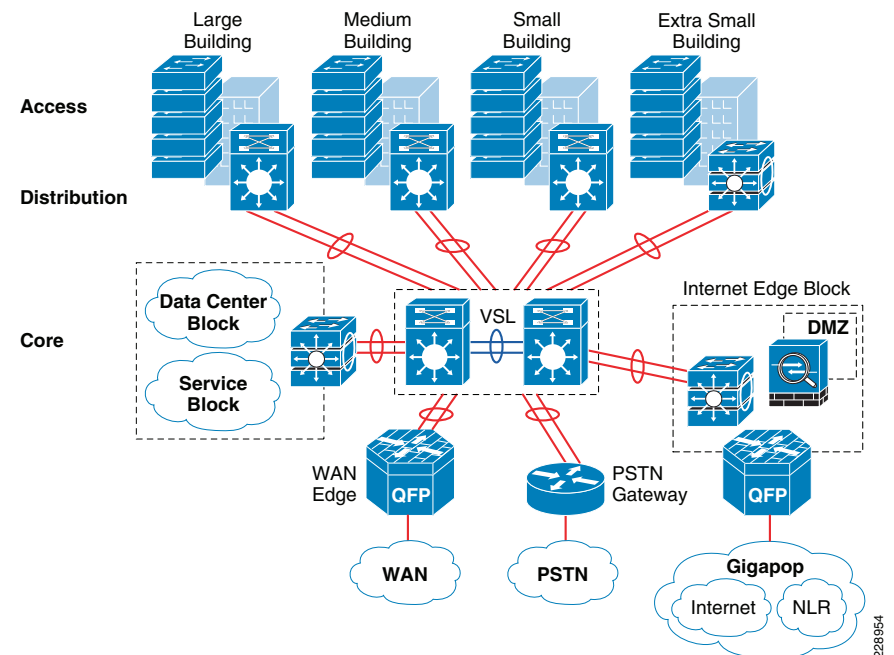 Large
Building
Medium
Building
Small
Building
Extra Small
Building
Access
Distribution
Core
Data Center
Block
Service
Block
VSL
Internet Edge Block
DMZ
WAN
Edge
QFP
PSTN
Gateway
QFP
WAN
PSTN
Gigapop
Internet
NLR
228954